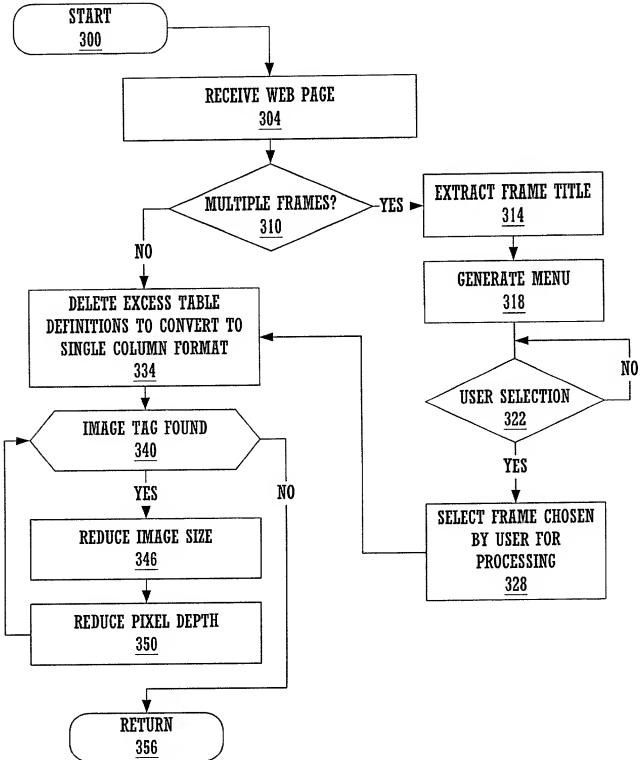 START
300
RECEIVE WEB PAGE
304
MULTIPLE FRAMES?
310
YES
NO
EXTRACT FRAME TITLE
314
GENERATE MENU
318
USER SELECTION
322
NO
YES
SELECT FRAME CHOSEN
BY USER FOR
PROCESSING
328
DELETE EXCESS TABLE
DEFINITIONS TO CONVERT TO
SINGLE COLUMN FORMAT
334
IMAGE TAG FOUND
340
YES
NO
REDUCE IMAGE SIZE
346
REDUCE PIXEL DEPTH
350
RETURN
356